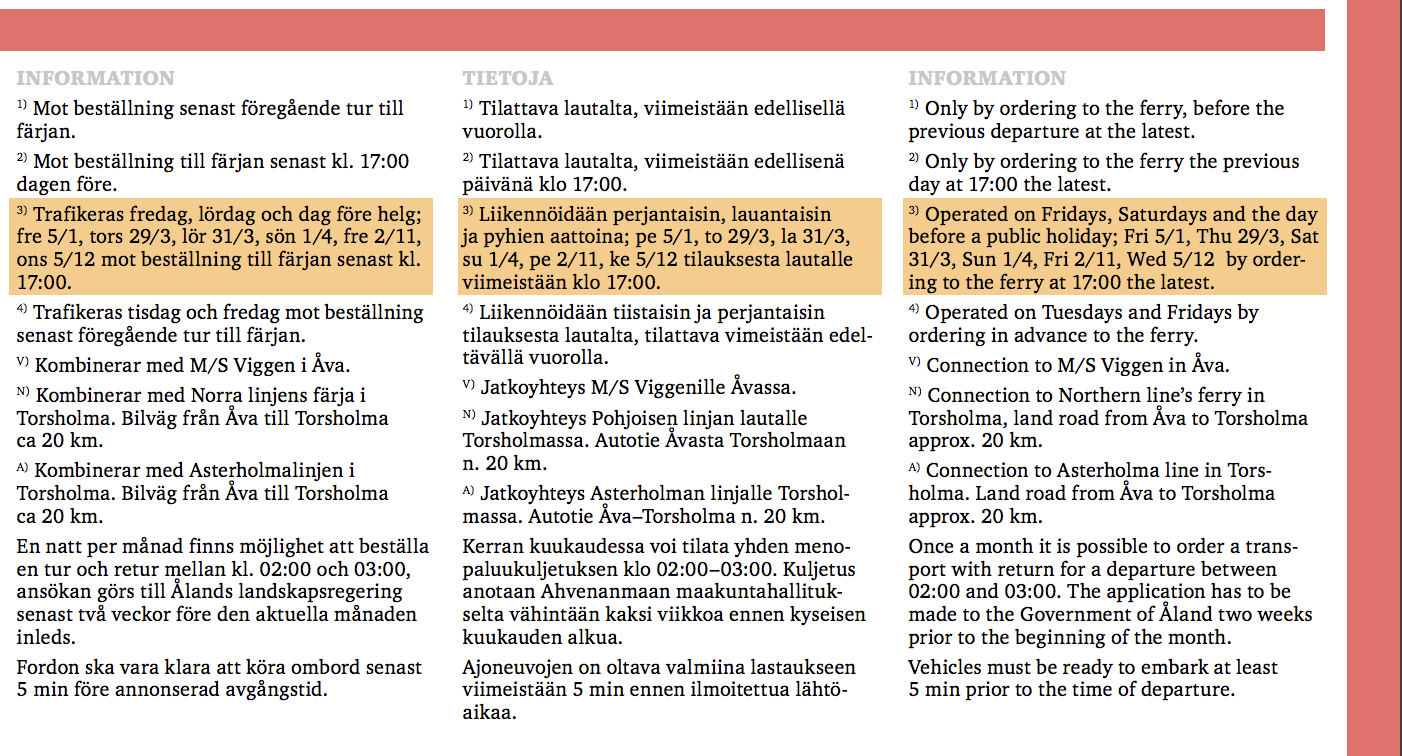 INFORMATION
1) Mot beställning senast föregående tur till
färjan.
2) Mot beställning till färjan senast kl. 17:00
dagen före.
3) Trafikeras fredag, lördag och dag före helg;
fre 5/1, tors 29/3, lör 31/3, sön 1/4, fre 2/11,
ons 5/12 mot beställning till färjan senast kl.
17:00.
4) Trafikeras tisdag och fredag mot beställning
senast föregående tur till färjan.
V) Kombinerar med M/S Viggen i Åva.
N) Kombinerar med Norra linjens färja i
Torsholma. Bilväg från Åva till Torsholma
ca 20 km.
A) Kombinerar med Asterholmalinjen i
Torsholma. Bilväg från Åva till Torsholma
ca 20 km.
En natt per månad finns möjlighet att beställa
en tur och retur mellan kl. 02:00 och 03:00,
ansökan görs till Ålands landskapsregering
senast två veckor före den aktuella månaden
inleds.
Fordon ska vara klara att köra ombord senast
5 min före annonserad avgångstid.
TIETOJA
1) Tilattava lautalta, viimeistään edellisellä
vuorolla.
2) Tilattava lautalta, viimeistään edellisenä
päivänä klo 17:00.
3) Liikennöidään perjantaisin, lauantaisin
ja pyhien aattoina; pe 5/1, to 29/3, la 31/3,
su 1/4, pe 2/11, ke 5/12 tilauksesta lautalle
viimeistään klo 17:00.
4) Liikennöidään tiistaisin ja perjantaisin
tilauksesta lautalta, tilattava vimeistään edel-
tävällä vuorolla.
V) Jatkoyhteys M/S Viggenille Åvassa.
N) Jatkoyhteys Pohjoisen linjan lautalle
Torsholmassa. Autotie Åvasta Torsholmaan
n. 20 km.
A) Jatkoyhteys Asterholman linjalle Torshol-
massa. Autotie Åva–Torsholma n. 20 km.
Kerran kuukaudessa voi tilata yhden meno-
paluukuljetuksen klo 02:00–03:00. Kuljetus
anotaan Ahvenanmaan maakuntahallituk-
selta vähintään kaksi viikkoa ennen kyseisen
kuukauden alkua.
Ajoneuvojen on oltava valmiina lastaukseen
viimeistään 5 min ennen ilmoitettua lähtö-
aikaa.
INFORMATION
1) Only by ordering to the ferry, before the
previous departure at the latest.
2) Only by ordering to the ferry the previous
day at 17:00 the latest.
3) Operated on Fridays, Saturdays and the day
before a public holiday; Fri 5/1, Thu 29/3, Sat
31/3, Sun 1/4, Fri 2/11, Wed 5/12 by order-
ing to the ferry at 17:00 the latest.
4) Operated on Tuesdays and Fridays by
ordering in advance to the ferry.
V) Connection to M/S Viggen in Åva.
N) Connection to Northern line's ferry in
Torsholma, land road from Åva to Torsholma
approx. 20 km.
A) Connection to Asterholma line in Tors-
holma. Land road from Åva to Torsholma
approx. 20 km.
Once a month it is possible to order a trans-
port with return for a departure between
02:00 and 03:00. The application has to be
made to the Government of Åland two weeks
prior to the beginning of the month.
Vehicles must be ready to embark at least
5 min prior to the time of departure.